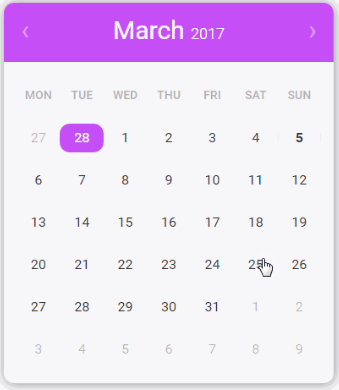 ‹ March 2017 ›
MON TUE WED THU FRI SAT SUN
27 28 1 2 3 4 5
6 7 8 9 10 11 12
13 14 15 16 17 18 19
20 21 22 23 24 25 26
27 28 29 30 31 1 2
3 4 5 6 7 8 9